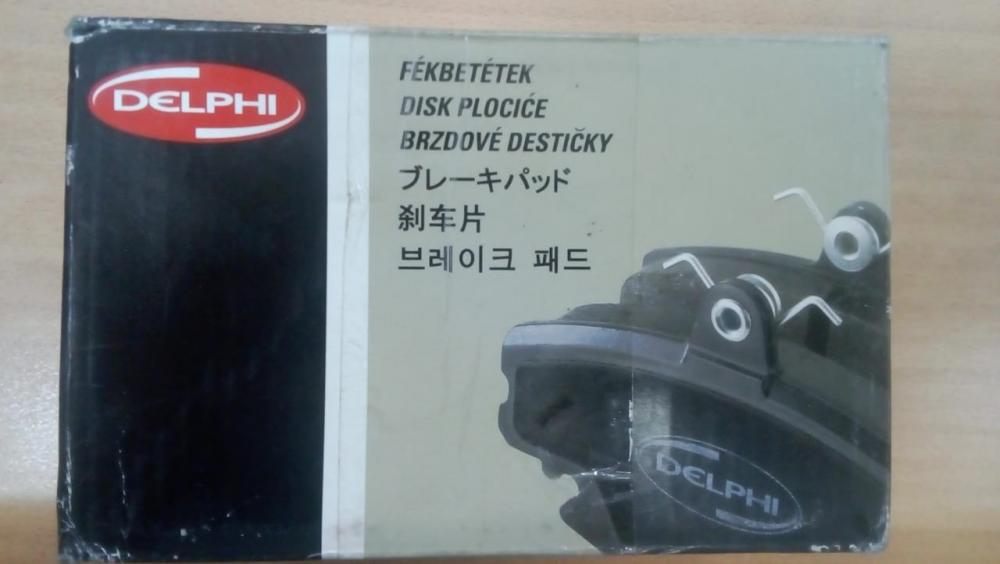 DELPHI
FÉKBETÉTEK
DISK PLOCIĆE
BRZDOVÉ DESTIČKY
ブレーキパッド
刹车片
브레이크 패드
DELPHI